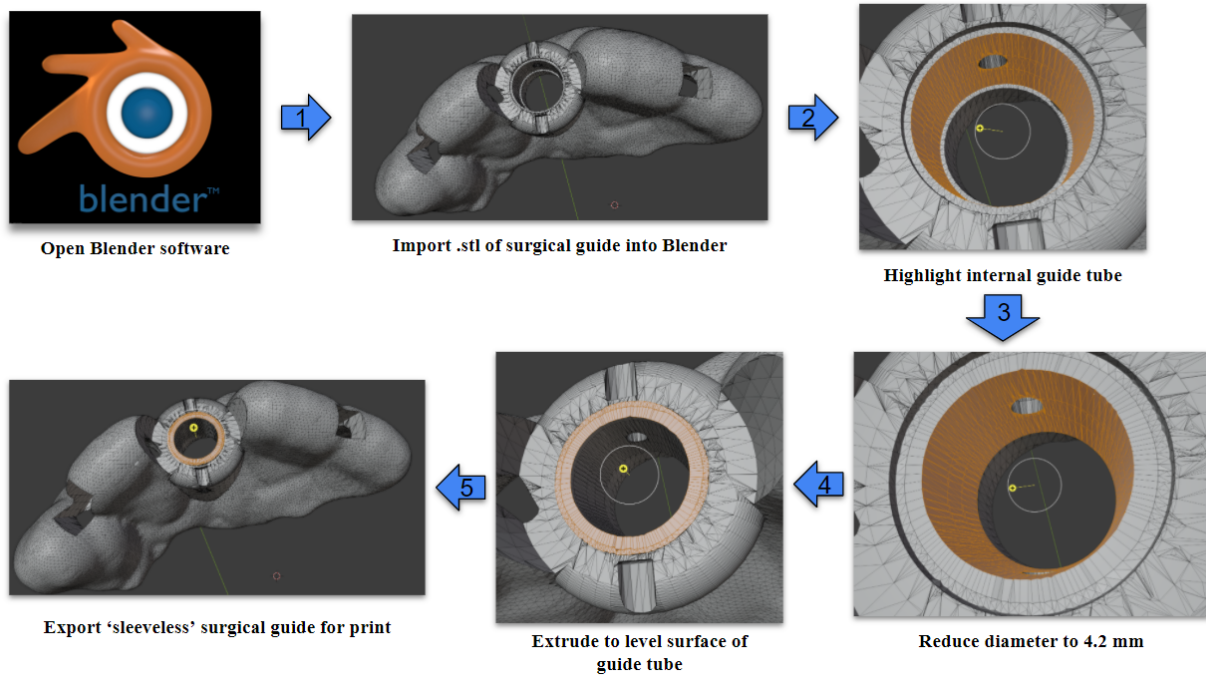 blender™
Open Blender software
1
Import .stl of surgical guide into Blender
2
Highlight internal guide tube
3
Reduce diameter to 4.2 mm
4
Extrude to level surface of
guide tube
5
Export ‘sleeveless’ surgical guide for print